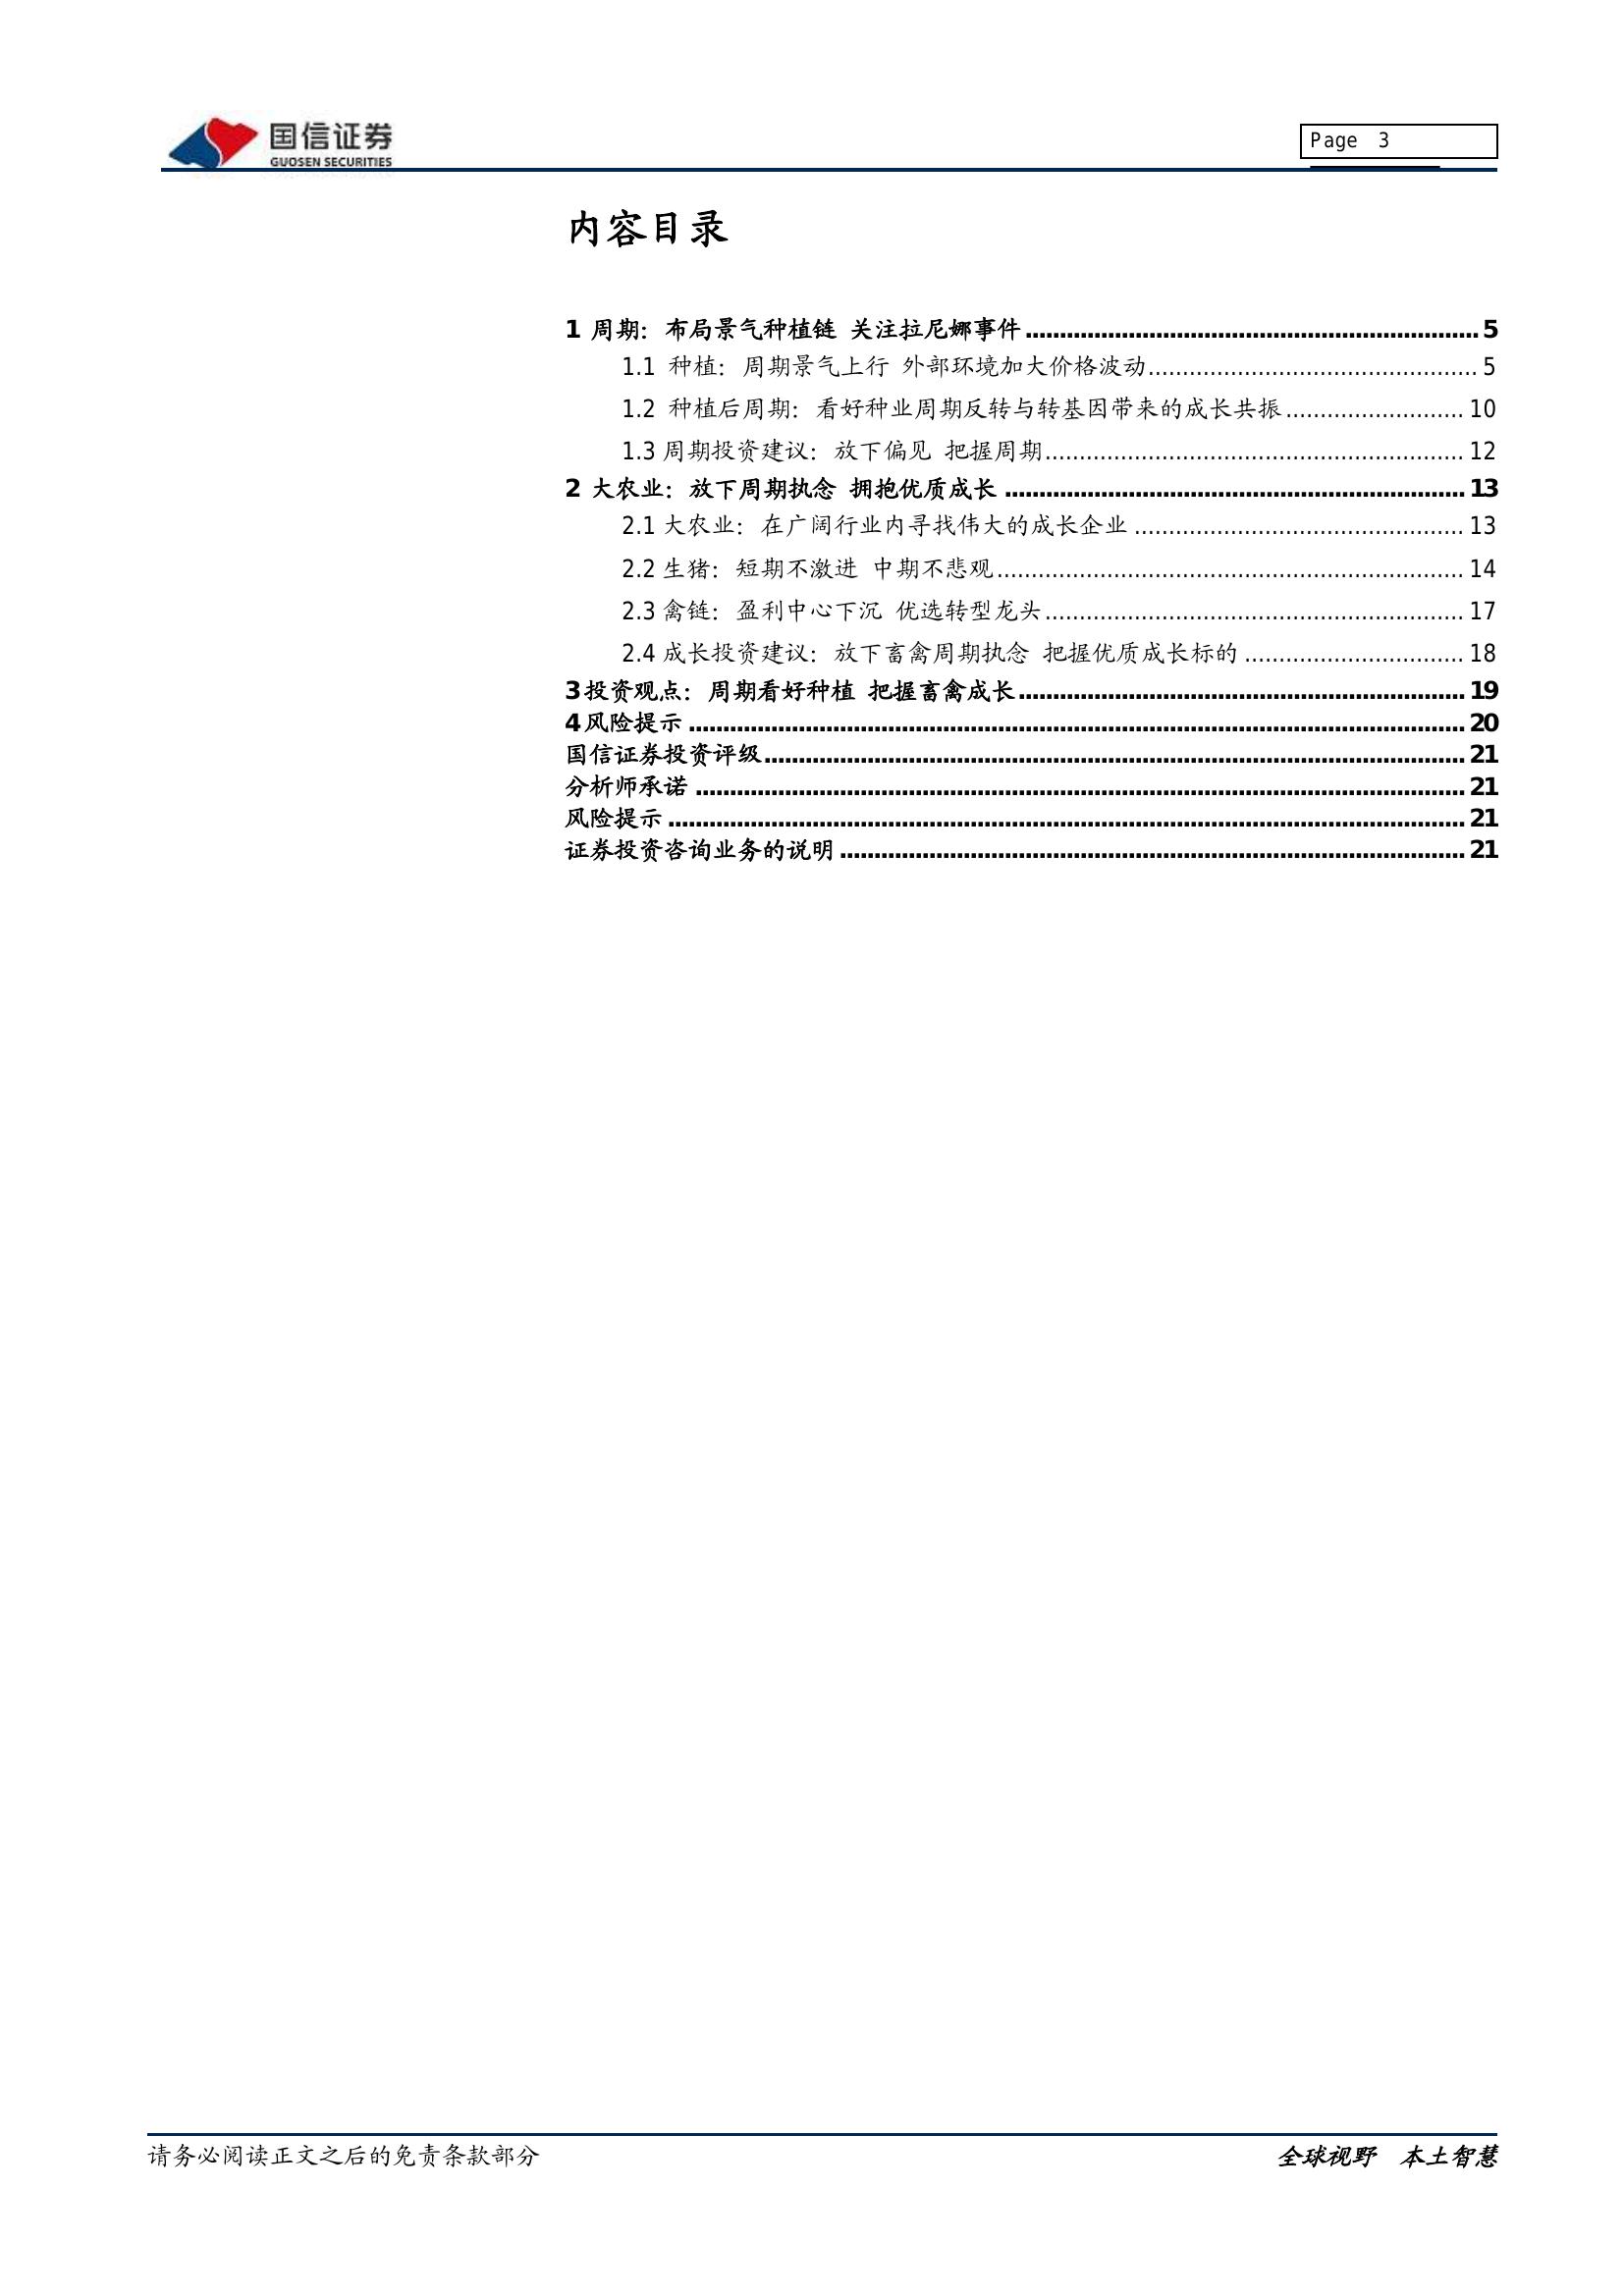 国信证券
GUOSEN SECURITIES
Page 3
内容目录
1 周期：布局景气种植链 关注拉尼娜事件.................................................................. 5
1.1 种植：周期景气上行 外部环境加大价格波动................................................ 5
1.2 种植后周期：看好种业周期反转与转基因带来的成长共振.......................... 10
1.3 周期投资建议：放下偏见 把握周期............................................................. 12
2 大农业：放下周期执念 拥抱优质成长 ................................................................... 13
2.1 大农业：在广阔行业内寻找伟大的成长企业 ................................................ 13
2.2 生猪：短期不激进 中期不悲观.................................................................... 14
2.3 禽链：盈利中心下沉 优选转型龙头............................................................. 17
2.4 成长投资建议：放下畜禽周期执念 把握优质成长标的 ................................ 18
3 投资观点：周期看好种植 把握畜禽成长................................................................. 19
4 风险提示 ................................................................................................................. 20
国信证券投资评级...................................................................................................... 21
分析师承诺 ................................................................................................................ 21
风险提示 .................................................................................................................... 21
证券投资咨询业务的说明 ........................................................................................... 21
请务必阅读正文之后的免责条款部分
全球视野 本土智慧